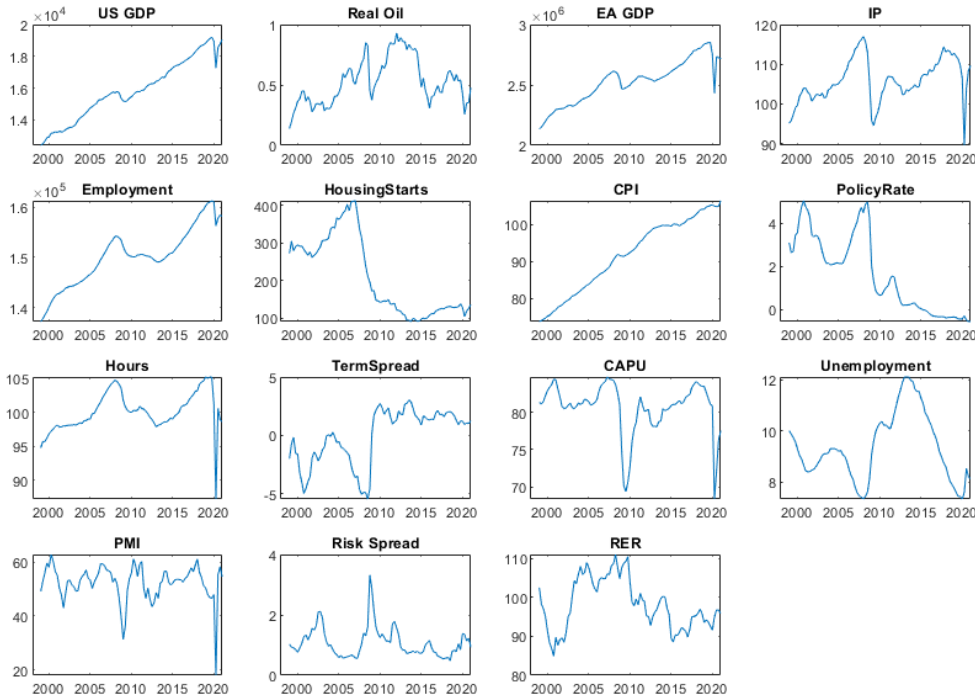 US GDP
×10^4
2
1.8
1.6
1.4
2000 2005 2010 2015 2020
Real Oil
1
0.5
0
2000 2005 2010 2015 2020
EA GDP
×10^6
3
2.5
2
2000 2005 2010 2015 2020
IP
120
110
100
90
2000 2005 2010 2015 2020
Employment
×10^5
1.6
1.5
1.4
2000 2005 2010 2015 2020
HousingStarts
400
300
200
100
2000 2005 2010 2015 2020
CPI
100
90
80
2000 2005 2010 2015 2020
PolicyRate
4
2
0
2000 2005 2010 2015 2020
Hours
105
100
95
90
2000 2005 2010 2015 2020
TermSpread
5
0
-5
2000 2005 2010 2015 2020
CAPU
80
75
70
2000 2005 2010 2015 2020
Unemployment
12
10
8
2000 2005 2010 2015 2020
PMI
60
40
20
2000 2005 2010 2015 2020
Risk Spread
4
2
0
2000 2005 2010 2015 2020
RER
110
100
90
80
2000 2005 2010 2015 2020